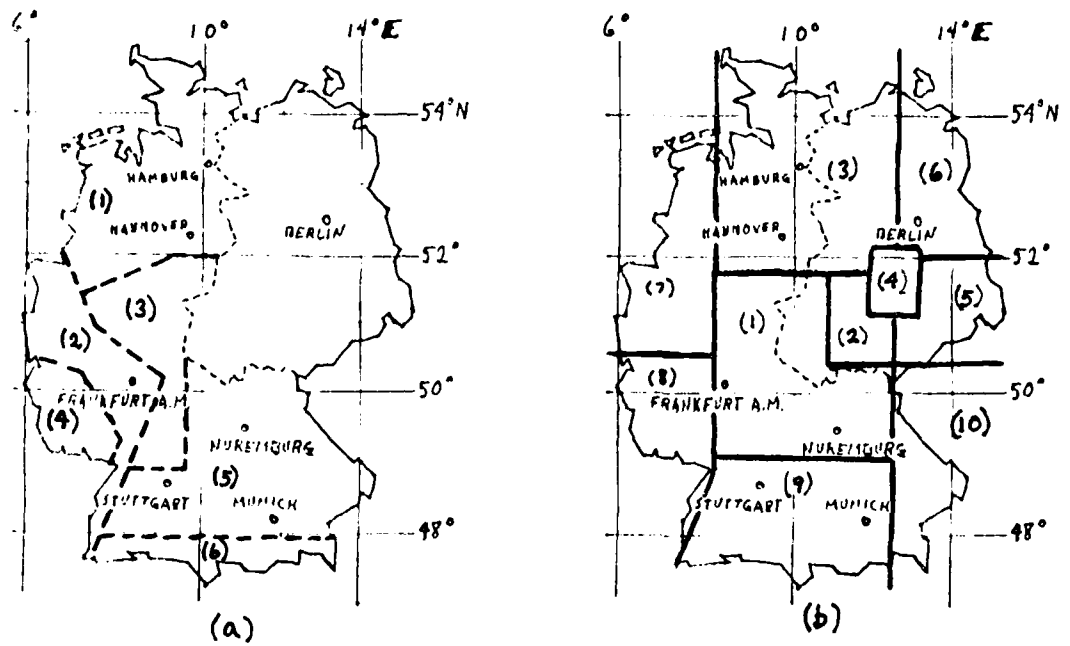 6° 10° 14°E
54°N
HAMBURG
(1)
HANNOVER
BERLIN
52°
(3)
(2)
50°
FRANKFURT A.M.
(4)
NUREMBURG
(5)
STUTTGART MUNICH
48°
(6)
(a)
6° 10° 14°E
54°N
HAMBURG (3) (6)
HANNOVER BERLIN
52°
(7) (4) (5)
(1) (2)
(8) 50°
FRANKFURT A.M.
(10)
NUREMBURG
(9)
STUTTGART MUNICH
48°
(b)